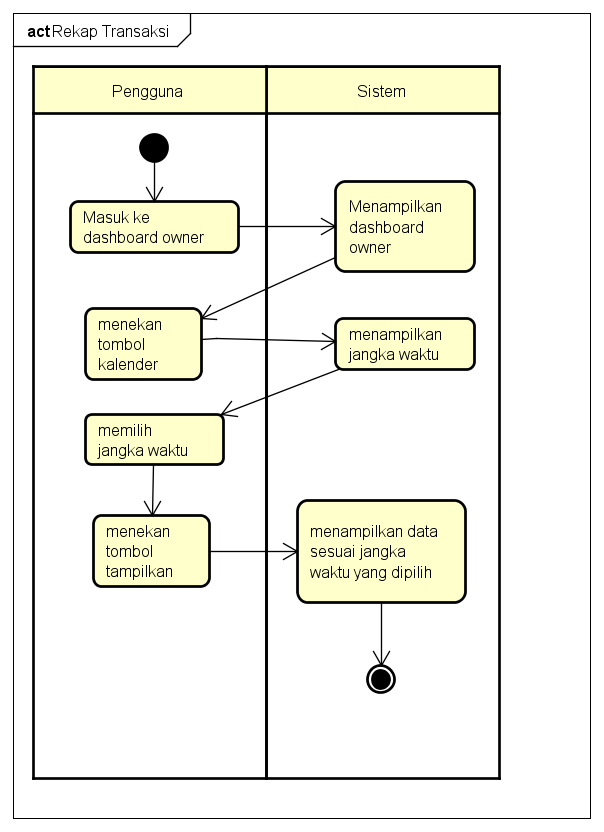 act Rekap Transaksi
Pengguna
Sistem
Masuk ke
dashboard owner
Menampilkan
dashboard
owner
menekan
tombol
kalender
menampilkan
jangka waktu
memilih
jangka waktu
menekan
tombol
tampilkan
menampilkan data
sesuai jangka
waktu yang dipilih